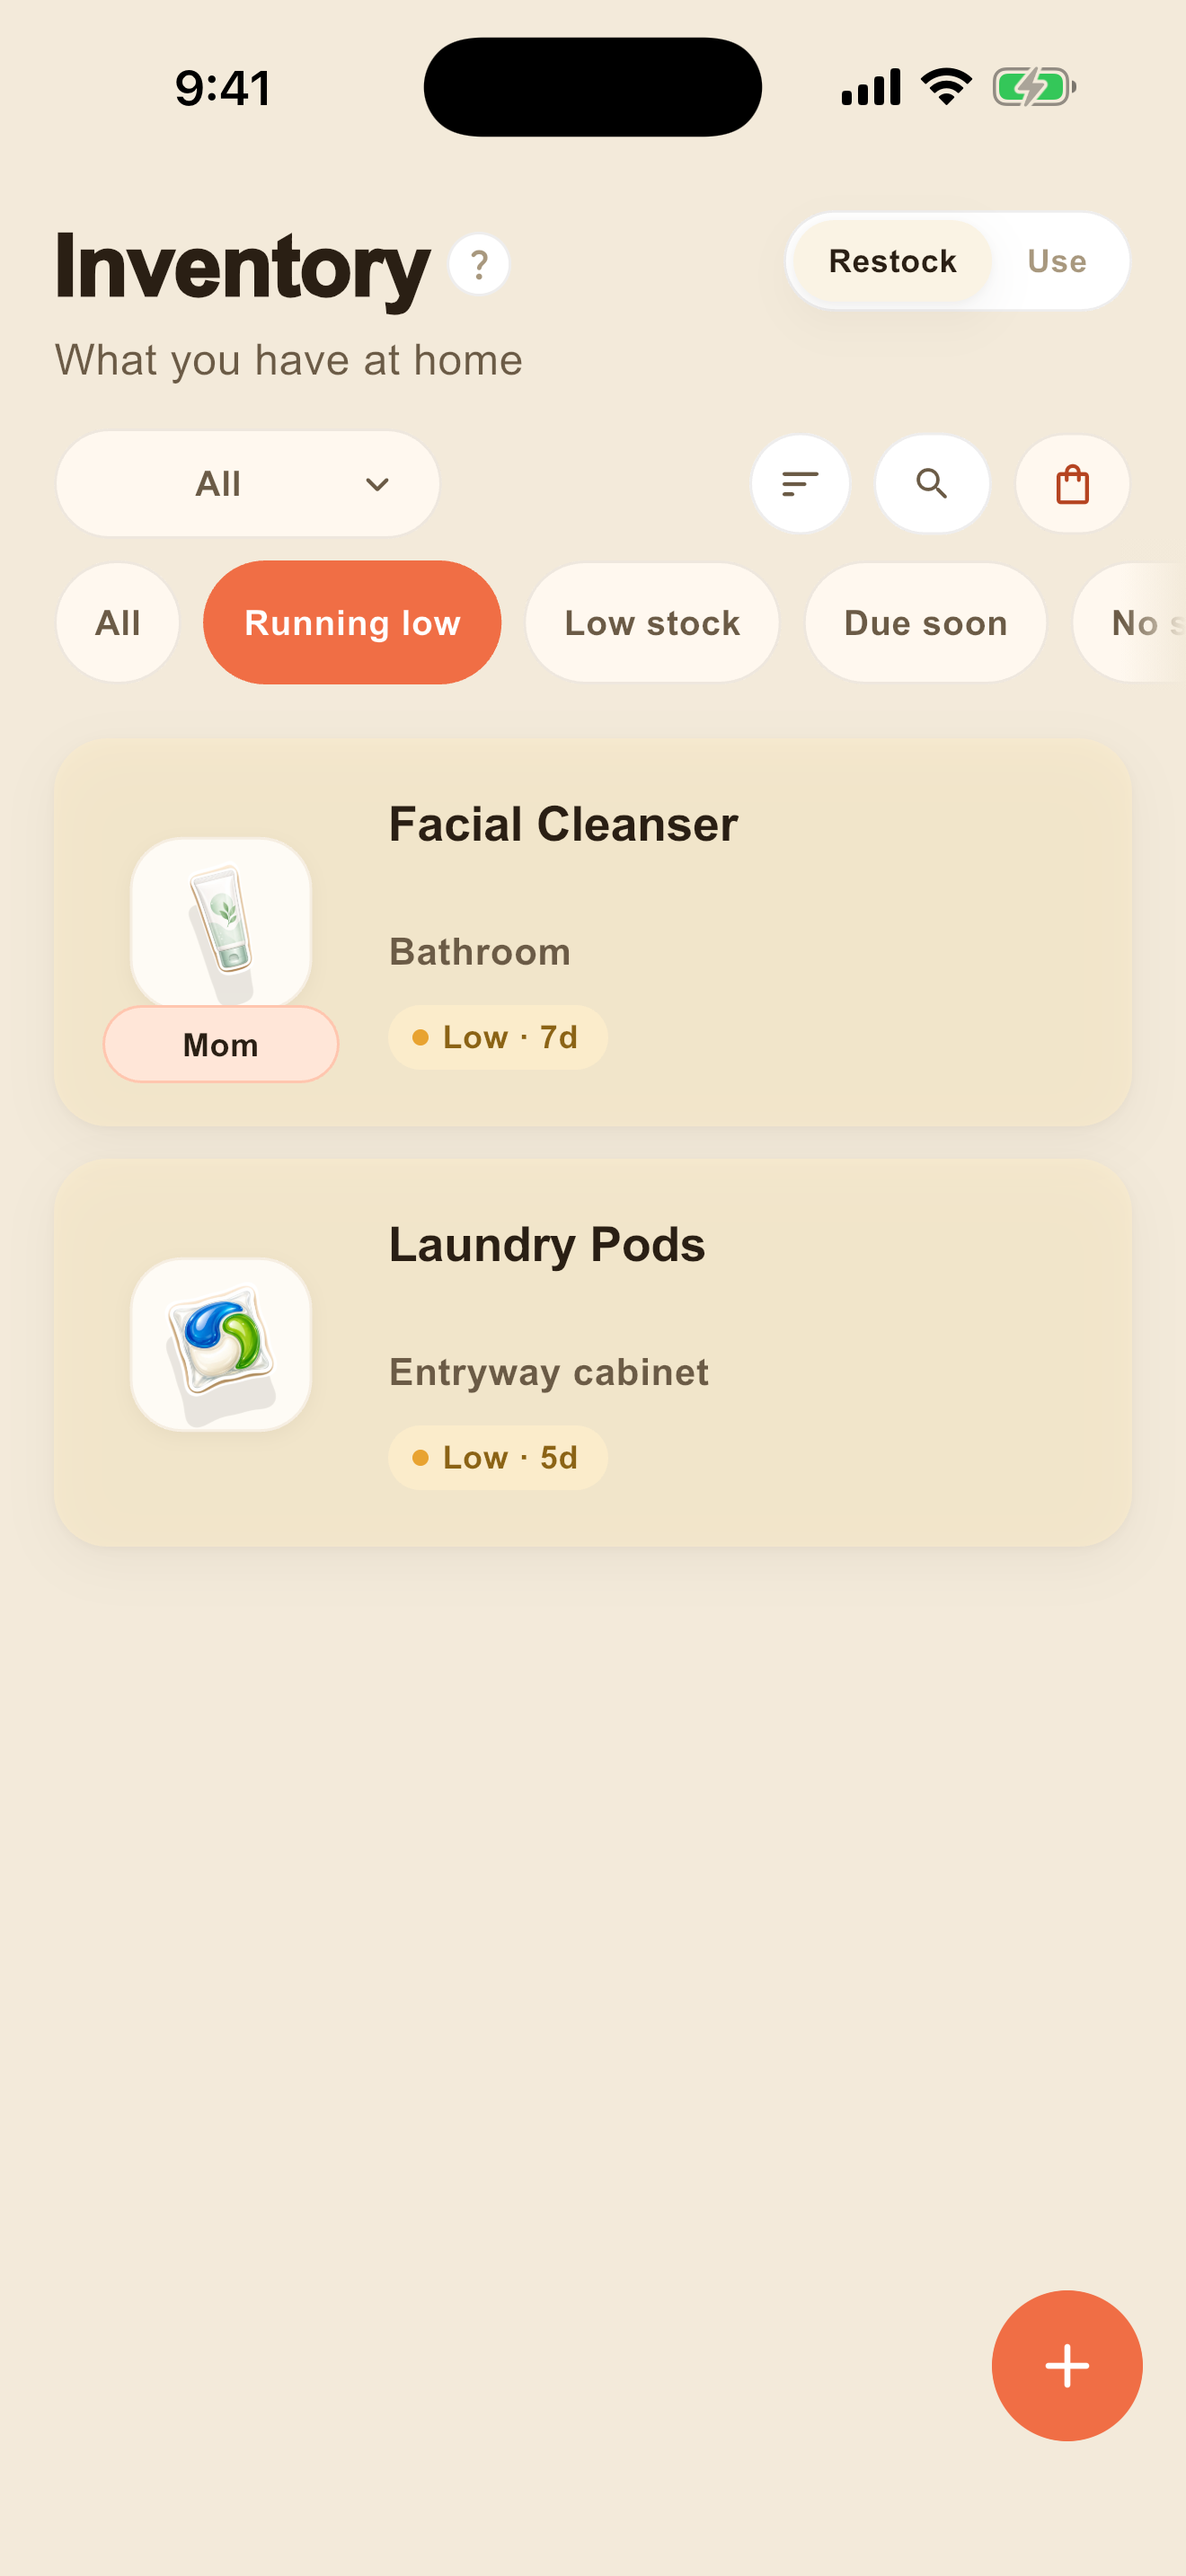 9:41
Inventory
?
Restock
Use
What you have at home
All
All
Running low
Low stock
Due soon
No
Facial Cleanser
Bathroom
Mom
Low · 7d
Laundry Pods
Entryway cabinet
Low · 5d